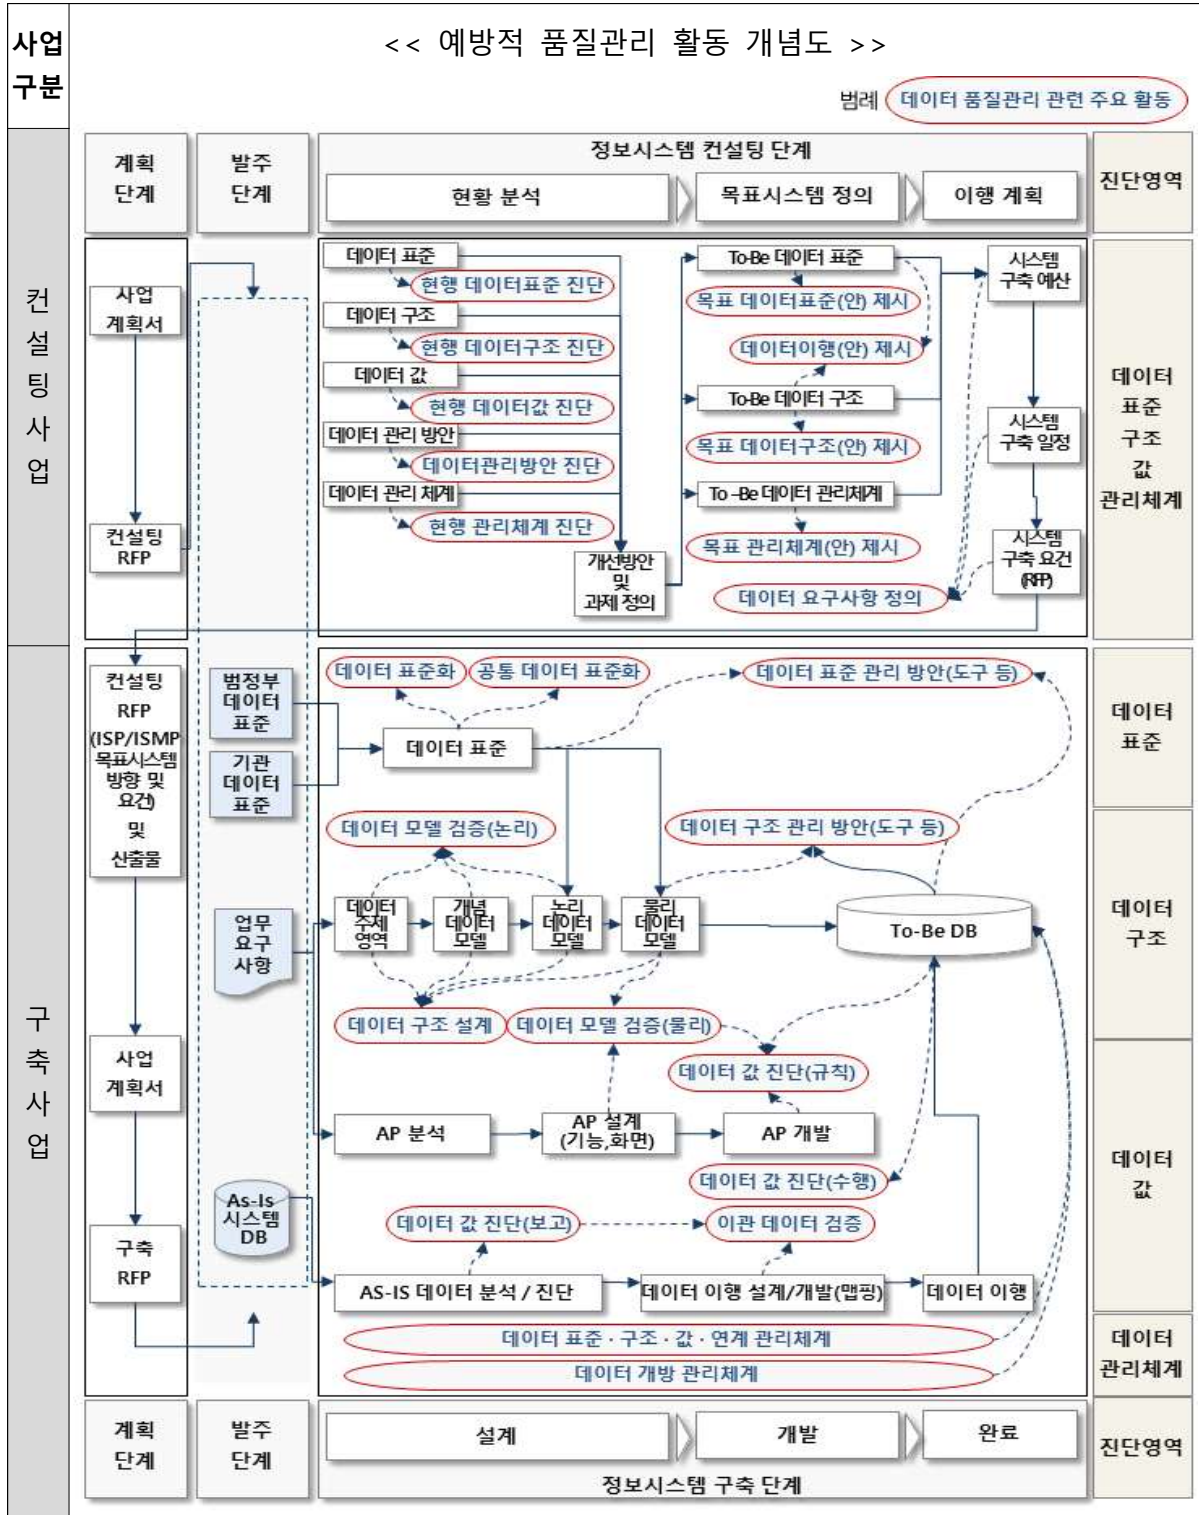 사업
구분
<< 예방적 품질관리 활동 개념도 >>
범례
데이터 품질관리 관련 주요 활동
컨
설
팅
사
업
계획
단계
발주
단계
정보시스템 컨설팅 단계
현황 분석
목표시스템 정의
이행 계획
진단영역
사업
계획서
컨설팅
RFP
데이터 표준
현행 데이터표준 진단
데이터 구조
현행 데이터구조 진단
데이터 값
현행 데이터값 진단
데이터 관리 방안
데이터관리방안 진단
데이터 관리 체계
현행 관리체계 진단
개선방안
및
과제 정의
To-Be 데이터 표준
목표 데이터표준(안) 제시
데이터이행(안) 제시
To-Be 데이터 구조
목표 데이터구조(안) 제시
To –Be 데이터 관리체계
목표 관리체계(안) 제시
데이터 요구사항 정의
시스템
구축 예산
시스템
구축 일정
시스템
구축 요건
(RFP)
데이터
표준
구조
값
관리체계
구
축
사
업
컨설팅
RFP
(ISP/ISMP
목표시스템
방향 및
요건)
및
산출물
사업
계획서
구축
RFP
범정부
데이터
표준
기관
데이터
표준
업무
요구
사항
As-Is
시스템
DB
데이터 표준화
공통 데이터 표준화
데이터 표준 관리 방안(도구 등)
데이터 표준
데이터 모델 검증(논리)
데이터 구조 관리 방안(도구 등)
데이터
주제
영역
개념
데이터
모델
논리
데이터
모델
물리
데이터
모델
To-Be DB
데이터 구조 설계
데이터 모델 검증(물리)
데이터 값 진단(규칙)
AP 분석
AP 설계
(기능,화면)
AP 개발
데이터 값 진단(수행)
데이터 값 진단(보고)
이관 데이터 검증
AS-IS 데이터 분석 / 진단
데이터 이행 설계/개발(맵핑)
데이터 이행
데이터 표준 · 구조 · 값 · 연계 관리체계
데이터 개방 관리체계
데이터
표준
데이터
구조
데이터
값
데이터
관리체계
계획
단계
발주
단계
설계
개발
완료
정보시스템 구축 단계
진단영역